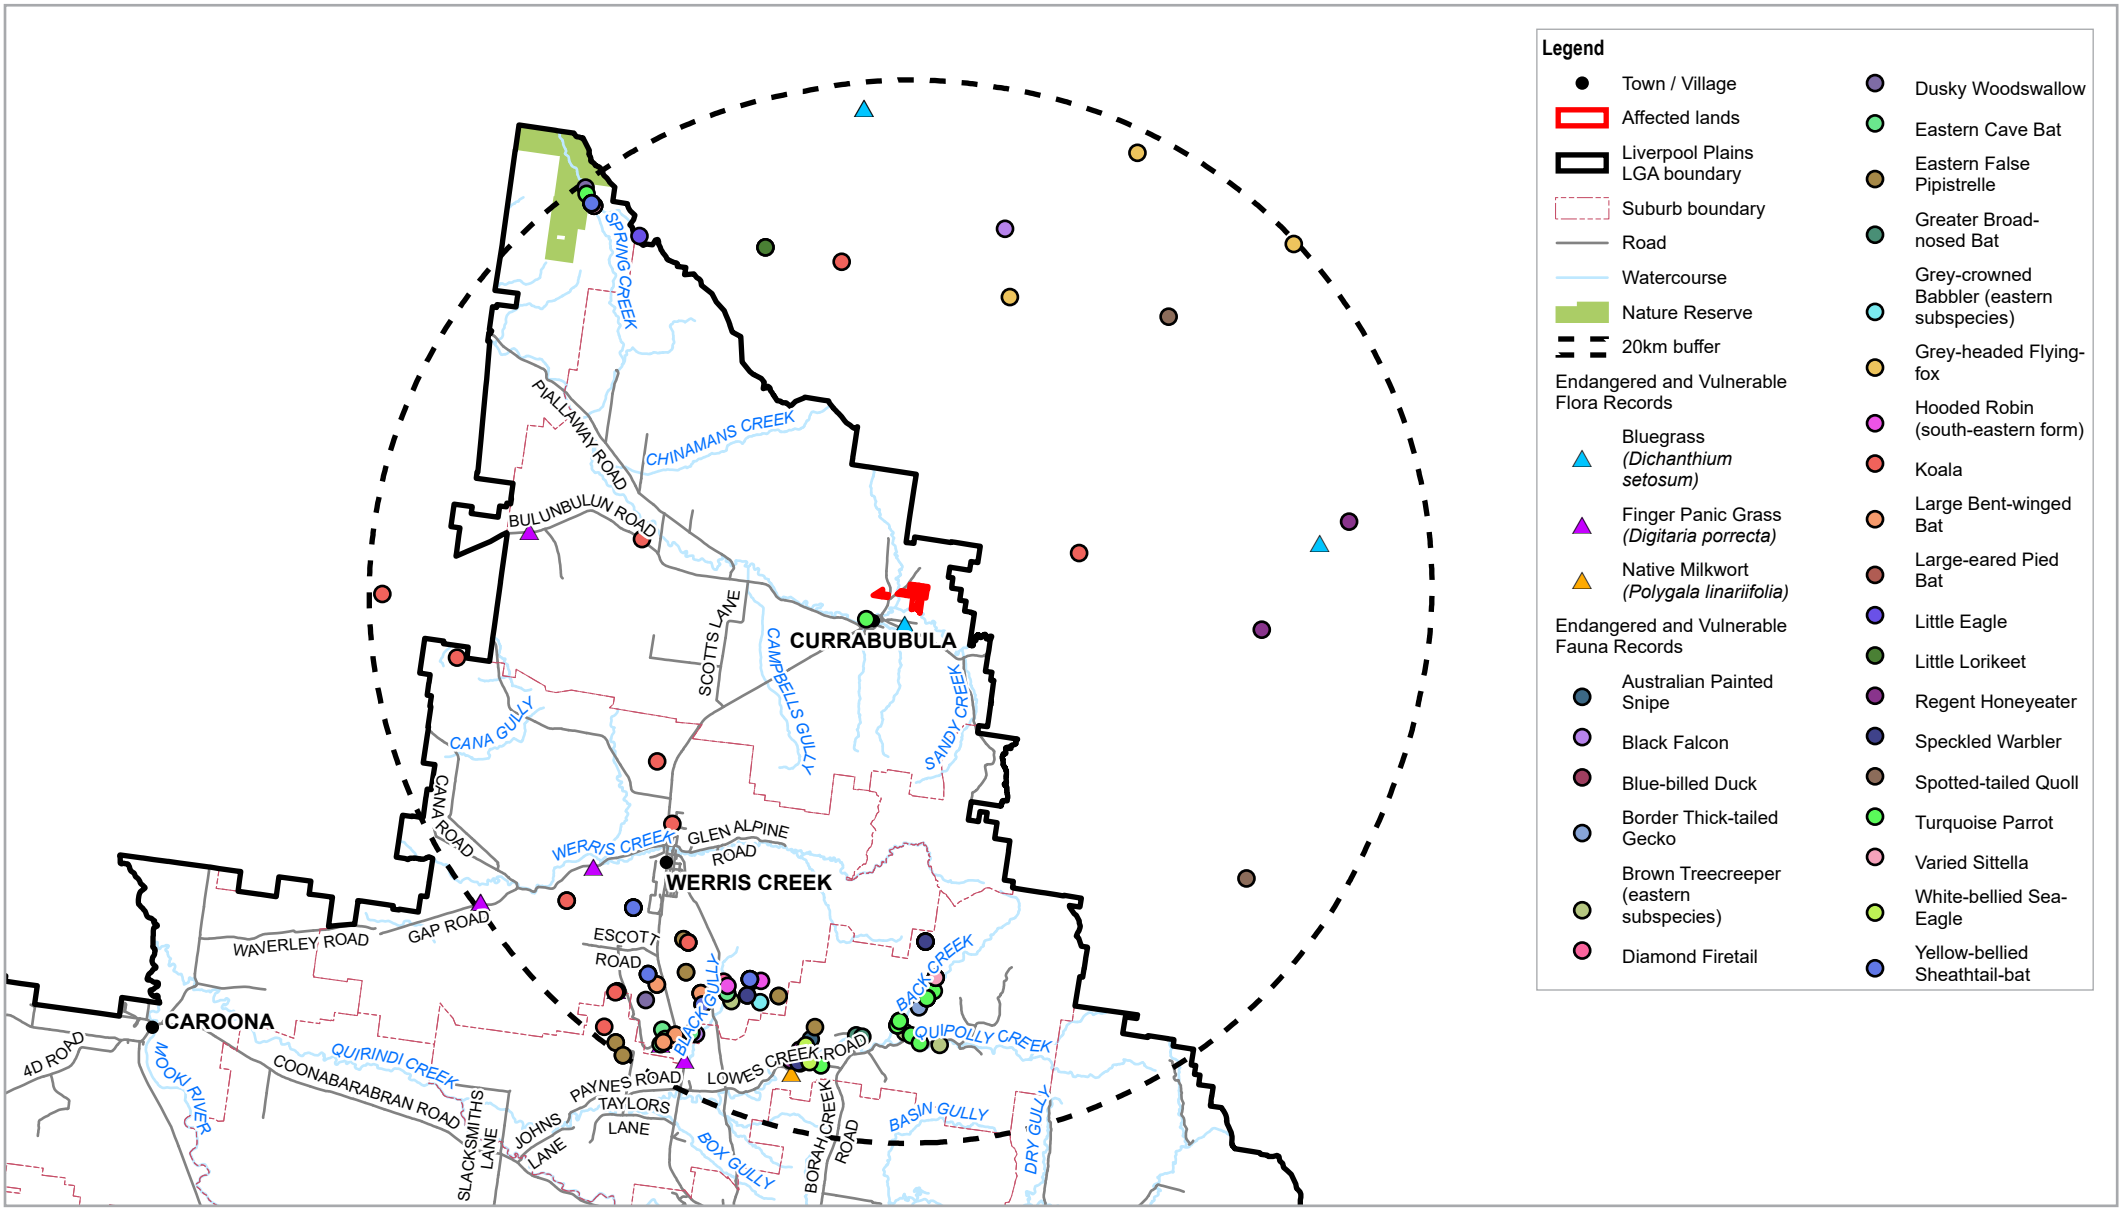 Legend
Town / Village
Affected lands
Liverpool Plains
LGA boundary
Suburb boundary
Road
Watercourse
Nature Reserve
20km buffer
Endangered and Vulnerable
Flora Records
Bluegrass
(Dichanthium
setosum)
Finger Panic Grass
(Digitaria porrecta)
Native Milkwort
(Polygala linariifolia)
Endangered and Vulnerable
Fauna Records
Australian Painted
Snipe
Black Falcon
Blue-billed Duck
Border Thick-tailed
Gecko
Brown Treecreeper
(eastern
subspecies)
Diamond Firetail
Dusky Woodswallow
Eastern Cave Bat
Eastern False
Pipistrelle
Greater Broad-
nosed Bat
Grey-crowned
Babbler (eastern
subspecies)
Grey-headed Flying-
fox
Hooded Robin
(south-eastern form)
Koala
Large Bent-winged
Bat
Large-eared Pied
Bat
Little Eagle
Little Lorikeet
Regent Honeyeater
Speckled Warbler
Spotted-tailed Quoll
Turquoise Parrot
Varied Sittella
White-bellied Sea-
Eagle
Yellow-bellied
Sheathtail-bat
SPRING CREEK
PIALLAWAY ROAD
CHINAMANS CREEK
BULUNBULUN ROAD
SCOTTS LANE
CURRABUBULA
CAMPBELLS GULLY
SANDY CREEK
CANA GULLY
CANA ROAD
WERRIS CREEK
GLEN ALPINE
ROAD
WERRIS CREEK
WAVERLEY ROAD
GAP ROAD
ESCOTT
ROAD
BLACK GULLY
BACK CREEK
CAROONA
4D ROAD
MOOKI RIVER
QUIRINDI CREEK
COONABARABRAN ROAD
SLACKSMITHS
LANE
JOHNS
LANE
PAYNES ROAD
TAYLORS
LANE
LOWES CREEK ROAD
QUIPOLLY CREEK
BOX GULLY
BORAH CREEK
ROAD
BASIN GULLY
DRY GULLY